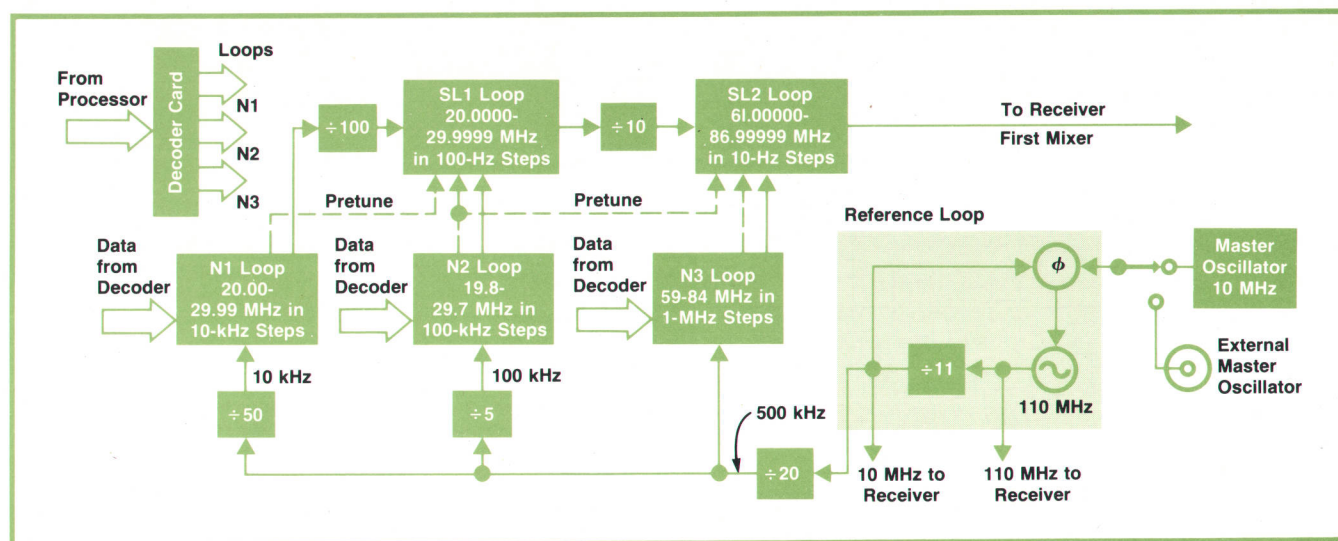 From
Processor
Decoder Card
Loops
N1
N2
N3
÷100
SL1 Loop
20.0000-
29.9999 MHz
in 100-Hz Steps
÷10
SL2 Loop
6I.00000-
86.99999 MHz
in 10-Hz Steps
To Receiver
First Mixer
Pretune
Pretune
Data
from
Decoder
N1 Loop
20.00-
29.99 MHz in
10-kHz Steps
Data
from
Decoder
N2 Loop
19.8-
29.7 MHz in
100-kHz Steps
Data
from
Decoder
N3 Loop
59-84 MHz in
1-MHz Steps
Reference Loop
ϕ
Master
Oscillator
10 MHz
External
Master
Oscillator
÷11
110 MHz
10 kHz
÷50
100 kHz
÷5
500 kHz
÷20
10 MHz to
Receiver
110 MHz to
Receiver